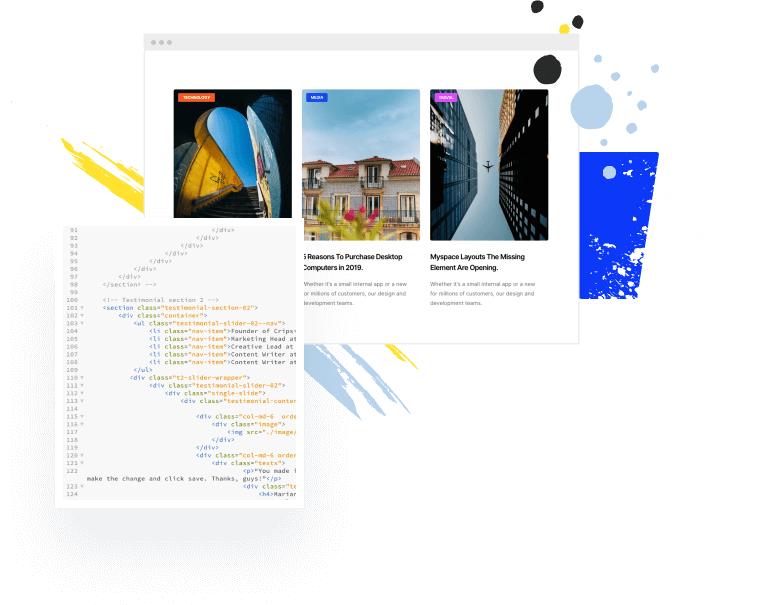 TECHNOLOGY
MEDIA
5 Reasons To Purchase Desktop
Computers in 2019.
Whether it's a small internal app or a new
for millions of customers, our design and
development teams.
Myspace Layouts The Missing
Element Are Opening.
Whether it's a small internal app or a new
for millions of customers, our design and
development teams.
91 </div>
92 </div>
93 </div>
94 </div>
95 </div>
96 </div>
97 </div>
98 </section> -->
99
100 <!-- Testimonial section 2 -->
101 <section class="testimonial-section-02">
102 <div class="container">
103 <ul class="testimonial-slider-02--nav">
104 <li class="nav-item">Founder of Crips<
105 <li class="nav-item">Marketing Head at
106 <li class="nav-item">Creative Lead at
107 <li class="nav-item">Content Writer at
108 <li class="nav-item">Content Writer at
109 </ul>
110 <div class="t2-slider-wrapper">
111 <div class="testimonial-slider-02">
112 <div class="single-slide">
113 <div class="testimonial-conten
114
115 <div class="col-md-6 orde
116 <div class="image">
117 <img src="./image/
118 </div>
119 </div>
120 <div class="col-md-6 order
121 <div class="texts">
122 <p>"You made i
make the change and click save. Thanks, guys!"</p>
123 <div class="te
124 <h4>Marian